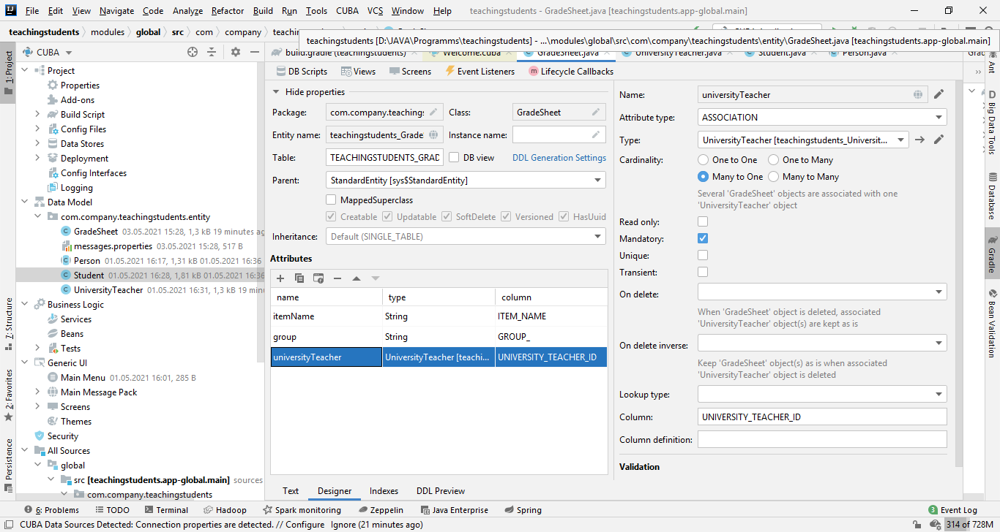 File Edit View Navigate Code Analyze Refactor Build Run Tools CUBA VCS Window Help teachingstudents - GradeSheet.java [teachingstudents.app-global.main]
teachingstudents modules global src com company
teachingstudents [D:\JAVA\Programms\teachingstudents] - ...\modules\global\src\com\company\teachingstudents\entity\GradeSheet.java [teachingstudents.app-global.main]
CUBA
build.gradle (teachingstudents) Welcome.cuba GradeSheet.java UniversityTeacher.java Student.java Person.java
DB Scripts Views Screens Event Listeners Lifecycle Callbacks
1: Project
7: Structure
2: Favorites
Persistence
Project
Properties
Add-ons
Build Script
Config Files
Data Stores
Deployment
Config Interfaces
Logging
Data Model
com.company.teachingstudents.entity
GradeSheet 03.05.2021 15:28, 1,3 kB 19 minutes ag
messages.properties 03.05.2021 15:28, 517 B
Person 01.05.2021 16:17, 1,31 kB 01.05.2021 16:36
Student 01.05.2021 16:28, 1,81 kB 01.05.2021 16:36
UniversityTeacher 01.05.2021 16:31, 1,3 kB 19 min
Business Logic
Services
Beans
Tests
Generic UI
Main Menu 01.05.2021 16:01, 285 B
Main Message Pack
Screens
Themes
Security
All Sources
global
src [teachingstudents.app-global.main] sources
com.company.teachingstudents
Hide properties
Package: com.company.teaching: Class: GradeSheet
Entity name: teachingstudents_Grade Instance name:
Table: TEACHINGSTUDENTS_GRAD DB view DDL Generation Settings
Parent: StandardEntity [sys$StandardEntity]
MappedSuperclass
Creatable Updatable SoftDelete Versioned HasUuid
Inheritance: Default (SINGLE_TABLE)
Attributes
name type column
itemName String ITEM_NAME
group String GROUP_
universityTeacher UniversityTeacher [teachi... UNIVERSITY_TEACHER_ID
Text Designer Indexes DDL Preview
Name: universityTeacher
Attribute type: ASSOCIATION
Type: UniversityTeacher [teachingstudents_Universit...
Cardinality: One to One One to Many
Many to One Many to Many
Several 'GradeSheet' objects are associated with one
'UniversityTeacher' object
Read only:
Mandatory:
Unique:
Transient:
On delete:
When 'GradeSheet' object is deleted, associated
'UniversityTeacher' object(s) are kept as is
On delete inverse:
Keep 'GradeSheet' object(s) as is when associated
'UniversityTeacher' object is deleted
Lookup type:
Column: UNIVERSITY_TEACHER_ID
Column definition:
Validation
Ant
Big Data Tools
Database
Gradle
Bean Validation
6: Problems TODO Terminal Hadoop Spark monitoring Zeppelin Java Enterprise Spring 3 Event Log
CUBA Data Sources Detected: Connection properties are detected. // Configure Ignore (21 minutes ago) 314 of 728M